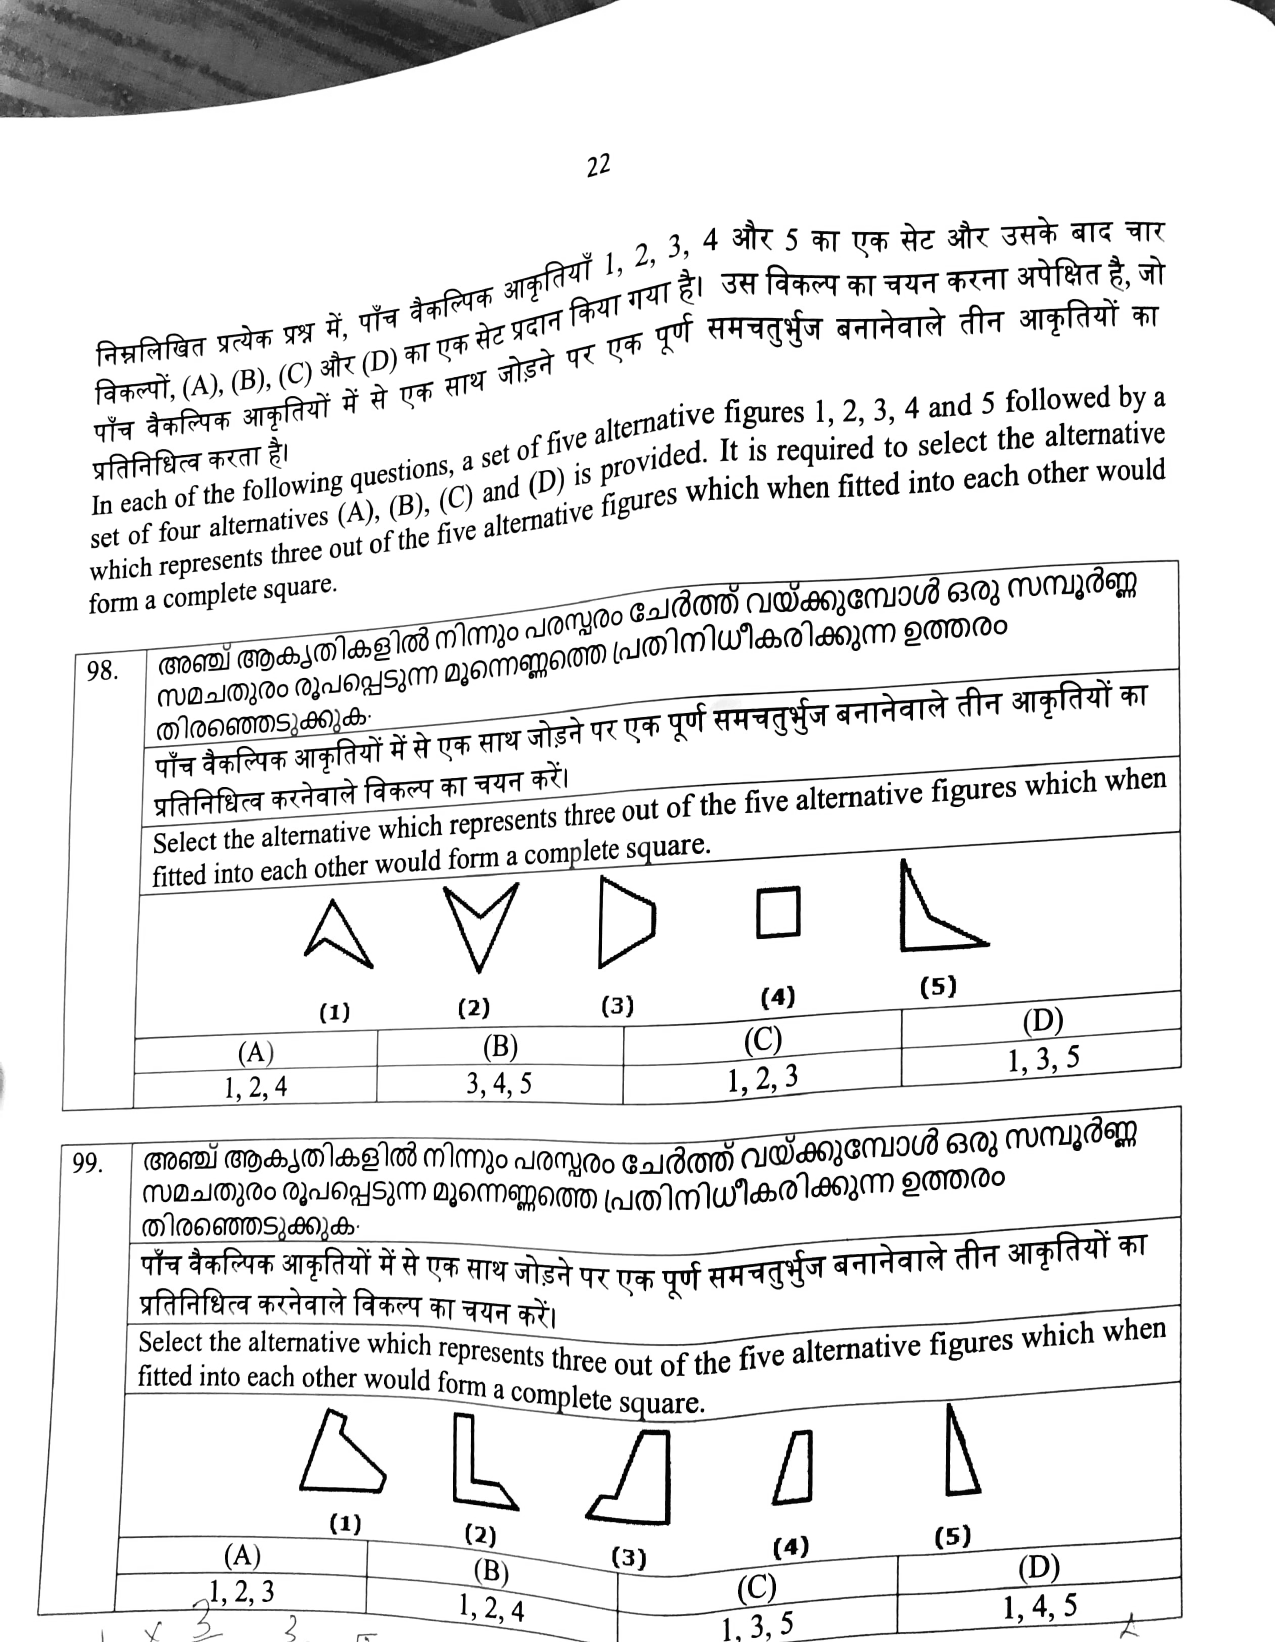 22
निम्नलिखित प्रत्येक प्रश्न में, पाँच वैकल्पिक आकृतियाँ 1, 2, 3, 4 और 5 का एक सेट और उसके बाद चार
विकल्पों, (A), (B), (C) और (D) का एक सेट प्रदान किया गया है। उस विकल्प का चयन करना अपेक्षित है, जो
पाँच वैकल्पिक आकृतियों में से एक साथ जोड़ने पर एक पूर्ण समचतुर्भुज बनानेवाले तीन आकृतियों का
प्रतिनिधित्व करता है।
In each of the following questions, a set of five alternative figures 1, 2, 3, 4 and 5 followed by a
set of four alternatives (A), (B), (C) and (D) is provided. It is required to select the alternative
which represents three out of the five alternative figures which when fitted into each other would
form a complete square.
98. അഞ്ച് ആകൃതികളിൽ നിന്നും പരസ്പരം ചേർത്ത് വയ്ക്കുമ്പോൾ ഒരു സമ്പൂർണ്ണ
സമചതുരം രൂപപ്പെടുന്ന മൂന്നെണ്ണത്തെ പ്രതിനിധീകരിക്കുന്ന ഉത്തരം
തിരഞ്ഞെടുക്കുക.
पाँच वैकल्पिक आकृतियों में से एक साथ जोड़ने पर एक पूर्ण समचतुर्भुज बनानेवाले तीन आकृतियों का
प्रतिनिधित्व करनेवाले विकल्प का चयन करें।
Select the alternative which represents three out of the five alternative figures which when
fitted into each other would form a complete square.
(1) (2) (3) (4) (5)
(A) (B) (C) (D)
1, 2, 4 3, 4, 5 1, 2, 3 1, 3, 5
99. അഞ്ച് ആകൃതികളിൽ നിന്നും പരസ്പരം ചേർത്ത് വയ്ക്കുമ്പോൾ ഒരു സമ്പൂർണ്ണ
സമചതുരം രൂപപ്പെടുന്ന മൂന്നെണ്ണത്തെ പ്രതിനിധീകരിക്കുന്ന ഉത്തരം
തിരഞ്ഞെടുക്കുക.
पाँच वैकल्पिक आकृतियों में से एक साथ जोड़ने पर एक पूर्ण समचतुर्भुज बनानेवाले तीन आकृतियों का
प्रतिनिधित्व करनेवाले विकल्प का चयन करें।
Select the alternative which represents three out of the five alternative figures which when
fitted into each other would form a complete square.
(1) (2) (3) (4) (5)
(A) (B) (C) (D)
1, 2, 3 1, 2, 4 1, 3, 5 1, 4, 5